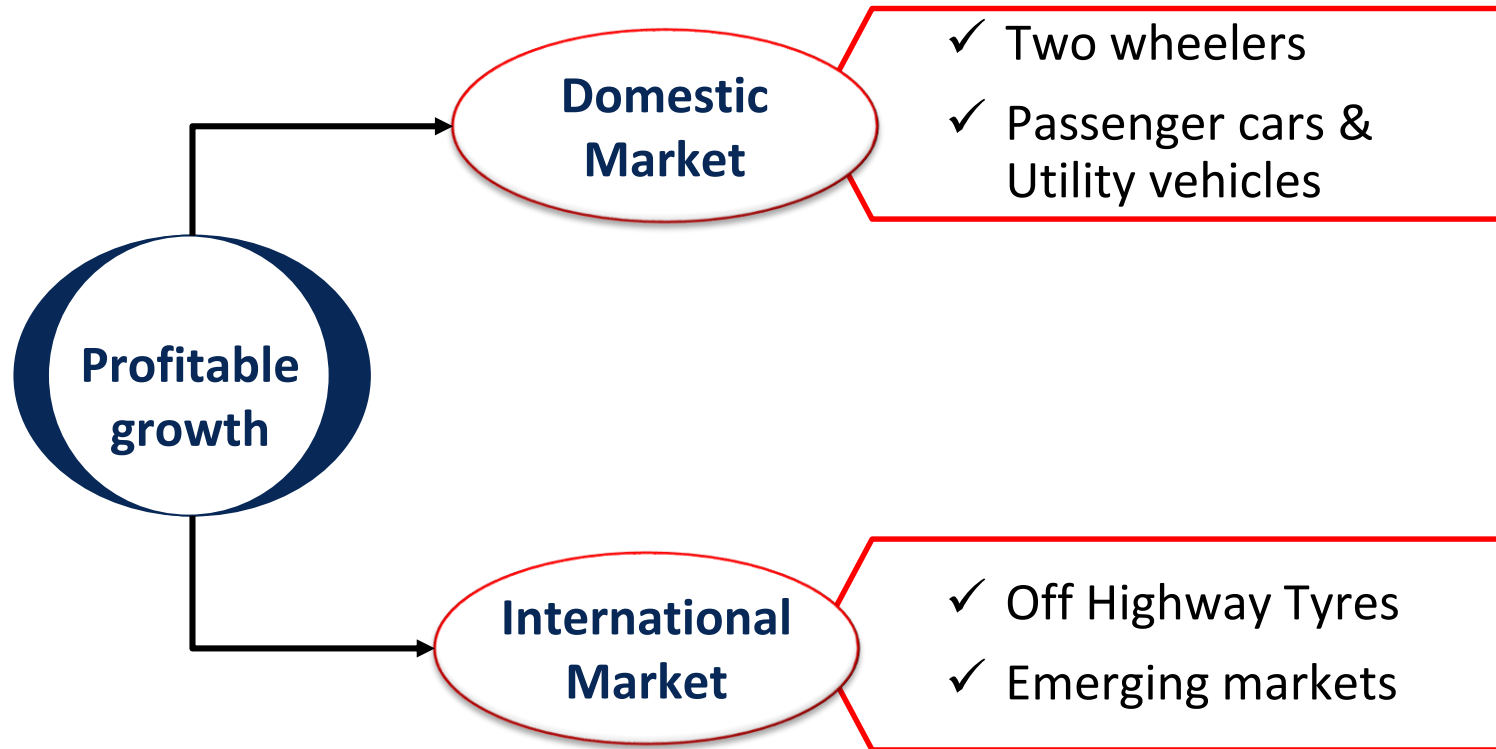 Profitable
growth
Domestic
Market
✓ Two wheelers
✓ Passenger cars &
Utility vehicles
International
Market
✓ Off Highway Tyres
✓ Emerging markets